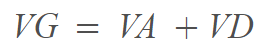 VG = VA + VD